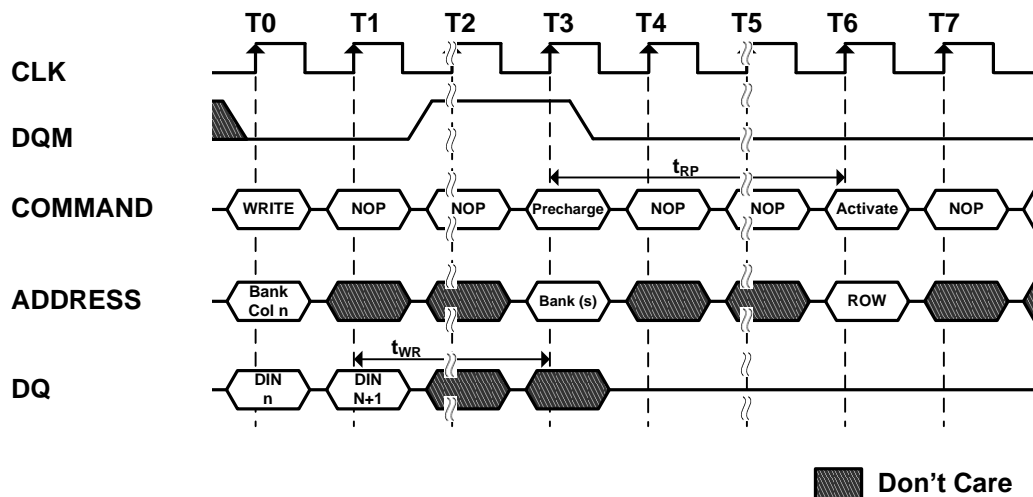 T0 T1 T2 T3 T4 T5 T6 T7
CLK
DQM
tRP
COMMAND WRITE NOP NOP Precharge NOP NOP Activate NOP
ADDRESS Bank Col n Bank (s) ROW
tWR
DQ DIN n DIN N+1
Don't Care